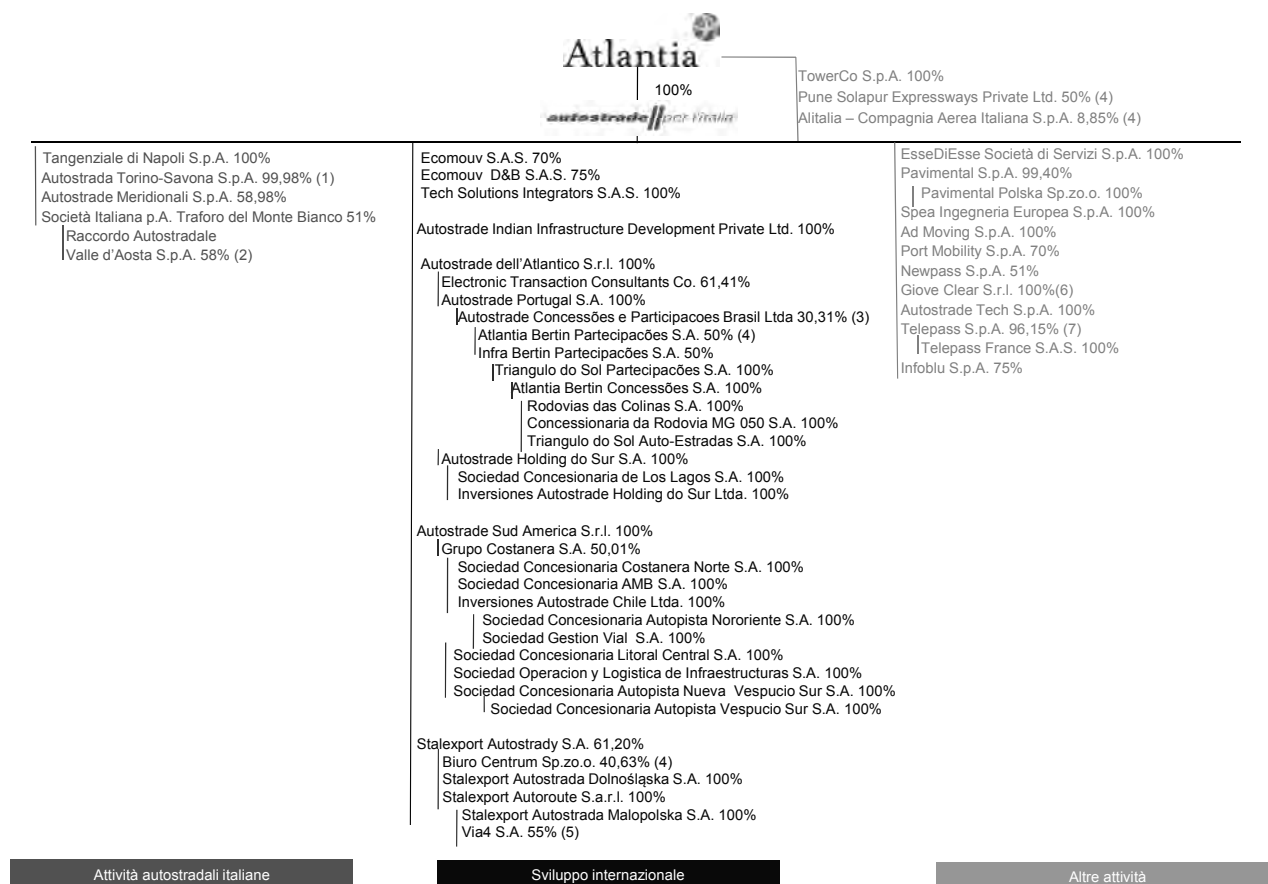 Atlantia
100%
autostrade//per l'italia
TowerCo S.p.A. 100%
Pune Solapur Expressways Private Ltd. 50% (4)
Alitalia – Compagnia Aerea Italiana S.p.A. 8,85% (4)
Tangenziale di Napoli S.p.A. 100%
Autostrada Torino-Savona S.p.A. 99,98% (1)
Autostrade Meridionali S.p.A. 58,98%
Società Italiana p.A. Traforo del Monte Bianco 51%
Raccordo Autostradale
Valle d'Aosta S.p.A. 58% (2)
Ecomouv S.A.S. 70%
Ecomouv D&B S.A.S. 75%
Tech Solutions Integrators S.A.S. 100%
Autostrade Indian Infrastructure Development Private Ltd. 100%
Autostrade dell'Atlantico S.r.l. 100%
Electronic Transaction Consultants Co. 61,41%
Autostrade Portugal S.A. 100%
Autostrade Concessões e Participacoes Brasil Ltda 30,31% (3)
Atlantia Bertin Partecipacões S.A. 50% (4)
Infra Bertin Partecipacões S.A. 50%
Triangulo do Sol Partecipacões S.A. 100%
Atlantia Bertin Concessões S.A. 100%
Rodovias das Colinas S.A. 100%
Concessionaria da Rodovia MG 050 S.A. 100%
Triangulo do Sol Auto-Estradas S.A. 100%
Autostrade Holding do Sur S.A. 100%
Sociedad Concesionaria de Los Lagos S.A. 100%
Inversiones Autostrade Holding do Sur Ltda. 100%
Autostrade Sud America S.r.l. 100%
Grupo Costanera S.A. 50,01%
Sociedad Concesionaria Costanera Norte S.A. 100%
Sociedad Concesionaria AMB S.A. 100%
Inversiones Autostrade Chile Ltda. 100%
Sociedad Concesionaria Autopista Nororiente S.A. 100%
Sociedad Gestion Vial S.A. 100%
Sociedad Concesionaria Litoral Central S.A. 100%
Sociedad Operacion y Logistica de Infraestructuras S.A. 100%
Sociedad Concesionaria Autopista Nueva Vespucio Sur S.A. 100%
Sociedad Concesionaria Autopista Vespucio Sur S.A. 100%
Stalexport Autostrady S.A. 61,20%
Biuro Centrum Sp.zo.o. 40,63% (4)
Stalexport Autostrada Dolnośląska S.A. 100%
Stalexport Autoroute S.a.r.l. 100%
Stalexport Autostrada Malopolska S.A. 100%
Via4 S.A. 55% (5)
EsseDiEsse Società di Servizi S.p.A. 100%
Pavimental S.p.A. 99,40%
Pavimental Polska Sp.zo.o. 100%
Spea Ingegneria Europea S.p.A. 100%
Ad Moving S.p.A. 100%
Port Mobility S.p.A. 70%
Newpass S.p.A. 51%
Giove Clear S.r.l. 100%(6)
Autostrade Tech S.p.A. 100%
Telepass S.p.A. 96,15% (7)
Telepass France S.A.S. 100%
Infoblu S.p.A. 75%
Attività autostradali italiane
Sviluppo internazionale
Altre attività